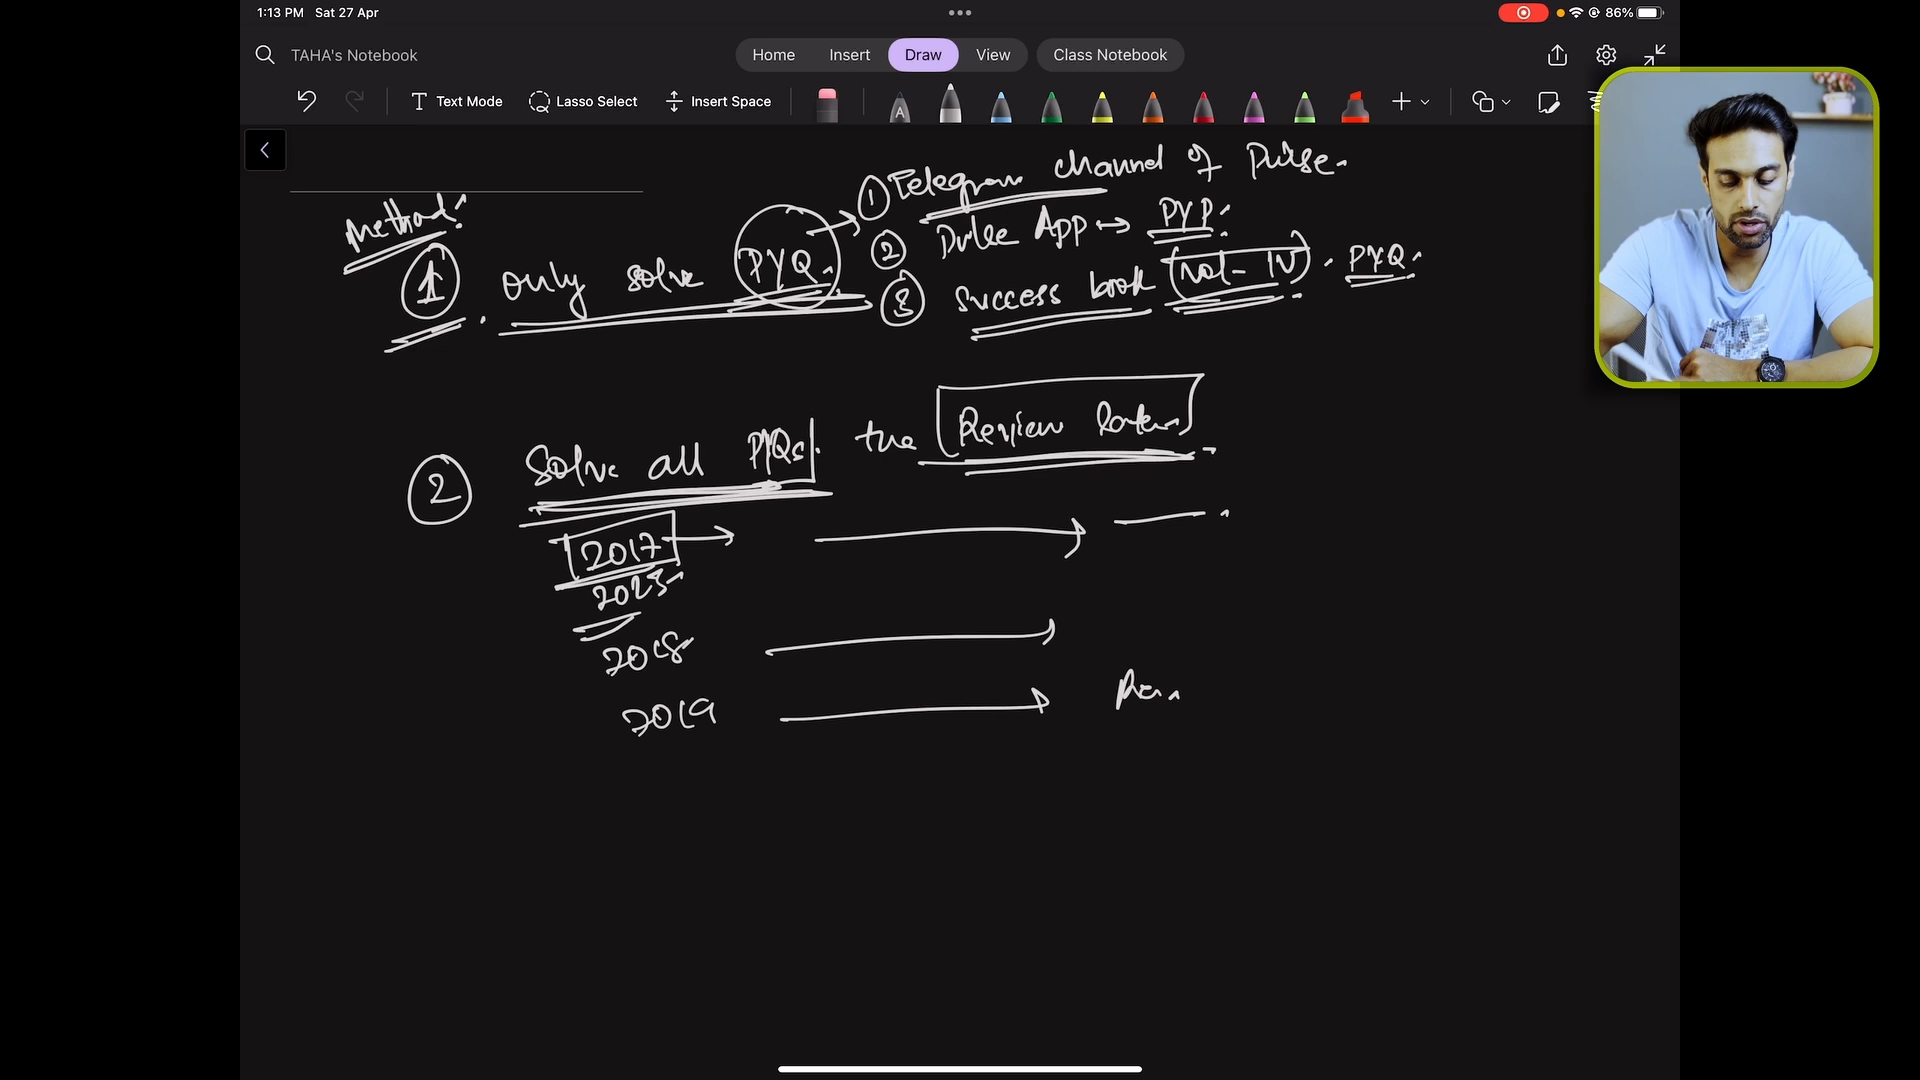 1:13 PM Sat 27 Apr
86%
TAHA's Notebook
Home Insert Draw View Class Notebook
Text Mode Lasso Select Insert Space
A
Method:
① Telegram channel of Pulse.
② Pulse App → PYP:
1. only solve PYQ.
③ success book (Vol-IV). PYQ.
② Solve all PYQs. the Review later.
2017 →
2023
2018
2019